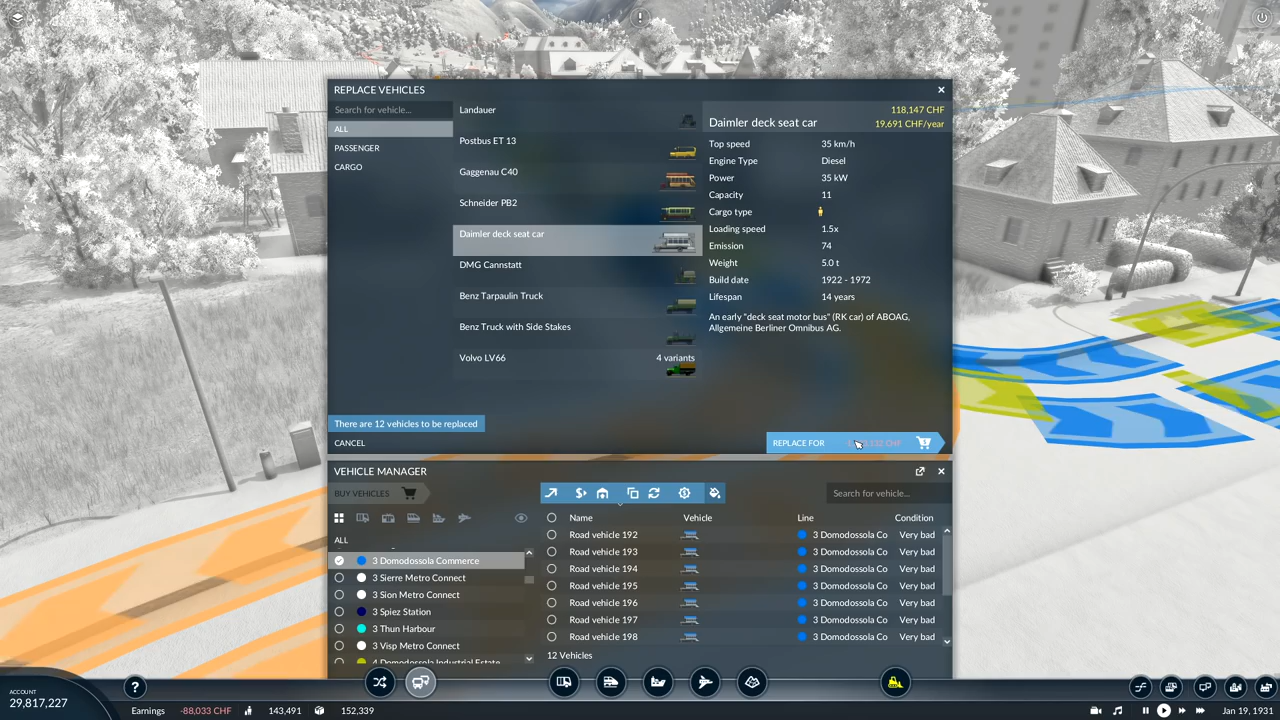 REPLACE VEHICLES
Search for vehicle...
ALL
PASSENGER
CARGO
Landauer
Postbus ET 13
Gaggenau C40
Schneider PB2
Daimler deck seat car
DMG Cannstatt
Benz Tarpaulin Truck
Benz Truck with Side Stakes
Volvo LV66 4 variants
118,147 CHF
Daimler deck seat car
19,691 CHF/year
Top speed 35 km/h
Engine Type Diesel
Power 35 kW
Capacity 11
Cargo type
Loading speed 1.5x
Emission 74
Weight 5.0 t
Build date 1922 - 1972
Lifespan 14 years
An early "deck seat motor bus" (RK car) of ABOAG,
Allgemeine Berliner Omnibus AG.
There are 12 vehicles to be replaced
CANCEL
REPLACE FOR
VEHICLE MANAGER
BUY VEHICLES
Search for vehicle...
ALL
3 Domodossola Commerce
3 Sierre Metro Connect
3 Sion Metro Connect
3 Spiez Station
3 Thun Harbour
3 Visp Metro Connect
4 Domodossola Industrial Estate
Name Vehicle Line Condition
Road vehicle 192 3 Domodossola Co Very bad
Road vehicle 193 3 Domodossola Co Very bad
Road vehicle 194 3 Domodossola Co Very bad
Road vehicle 195 3 Domodossola Co Very bad
Road vehicle 196 3 Domodossola Co Very bad
Road vehicle 197 3 Domodossola Co Very bad
Road vehicle 198 3 Domodossola Co Very bad
12 Vehicles
ACCOUNT
29,817,227
?
Earnings -88,033 CHF 143,491 152,339
Jan 19, 1931